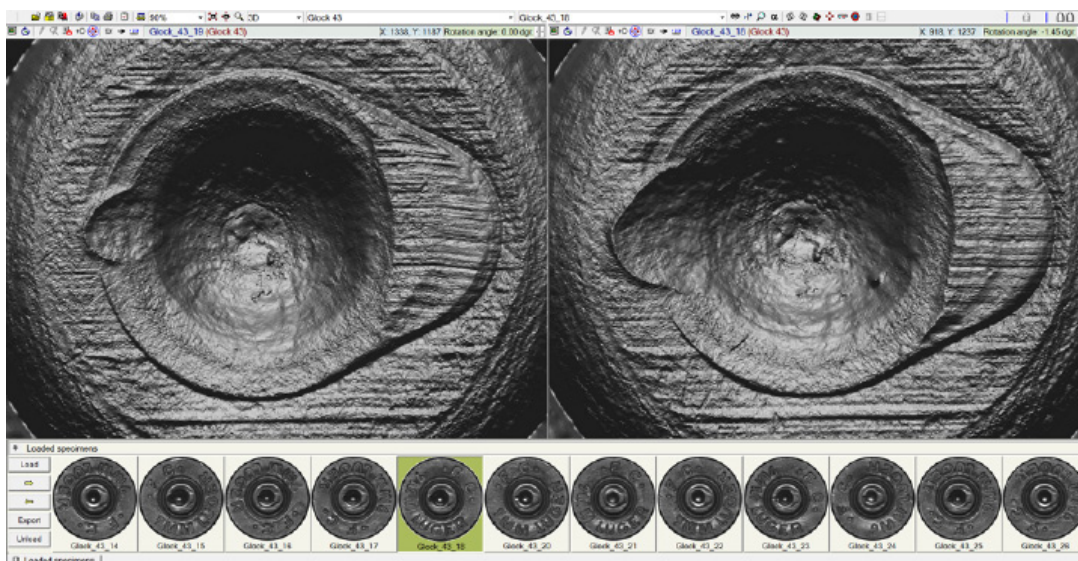 90% 3D Glock 43 Glock_43_18
Glock_43_19 (Glock 43) X: 1338, Y: 1187 Rotation angle: 0.00 dgr
Glock_43_18 (Glock 43) X: 918, Y: 1237 Rotation angle: -1.45 dgr
Loaded specimens
Load
Export
Unload
Glock_43_14 Glock_43_15 Glock_43_16 Glock_43_17 Glock_43_18 Glock_43_20 Glock_43_21 Glock_43_22 Glock_43_23 Glock_43_24 Glock_43_25 Glock_43_26
Loaded specimens